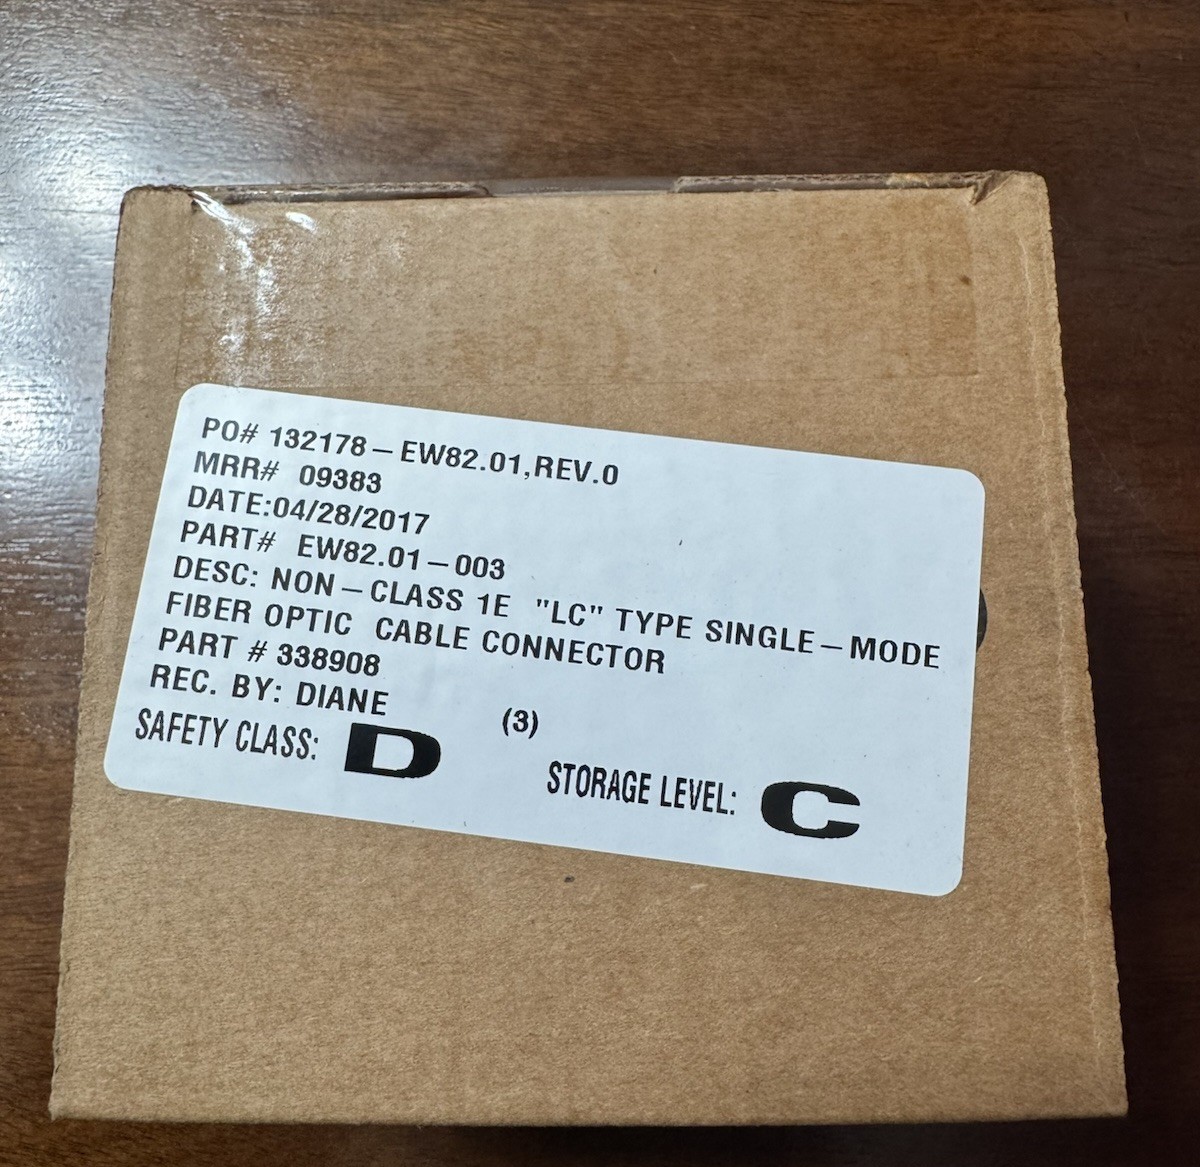 PO# 132178-EW82.01,REV.0
MRR# 09383
DATE:04/28/2017
PART# EW82.01-003
DESC: NON-CLASS 1E "LC" TYPE SINGLE-MODE
FIBER OPTIC CABLE CONNECTOR
PART # 338908
REC. BY: DIANE (3)
SAFETY CLASS: D STORAGE LEVEL: C